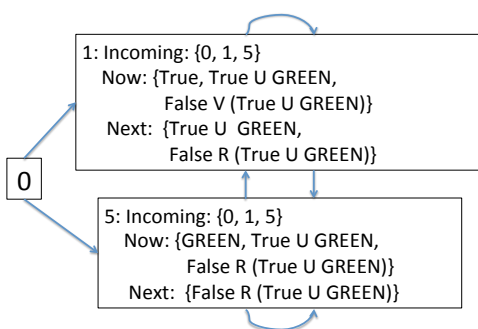 1: Incoming: {0, 1, 5}
Now: {True, True U GREEN,
False V (True U GREEN)}
Next: {True U GREEN,
False R (True U GREEN)}
0
5: Incoming: {0, 1, 5}
Now: {GREEN, True U GREEN,
False R (True U GREEN)}
Next: {False R (True U GREEN)}